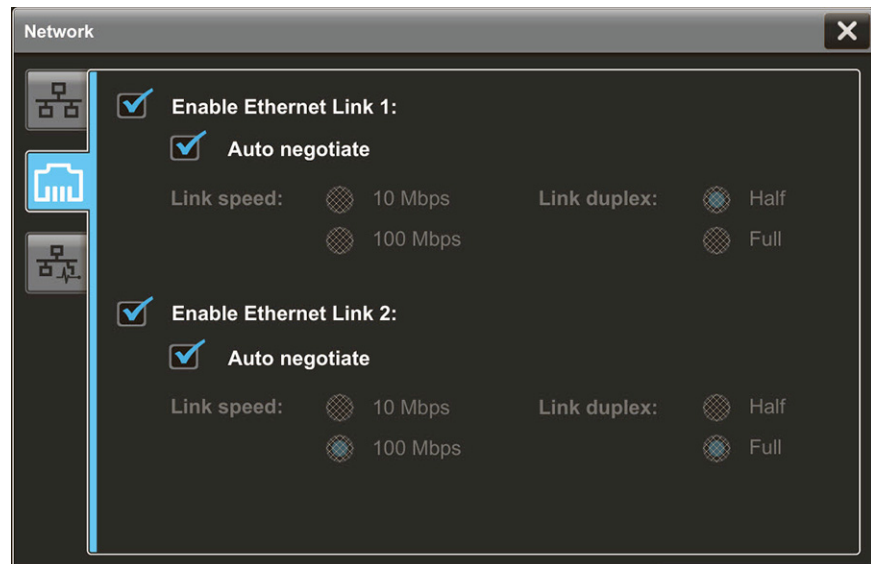 Network
Enable Ethernet Link 1:
Auto negotiate
Link speed: 10 Mbps Link duplex: Half
100 Mbps Full
Enable Ethernet Link 2:
Auto negotiate
Link speed: 10 Mbps Link duplex: Half
100 Mbps Full